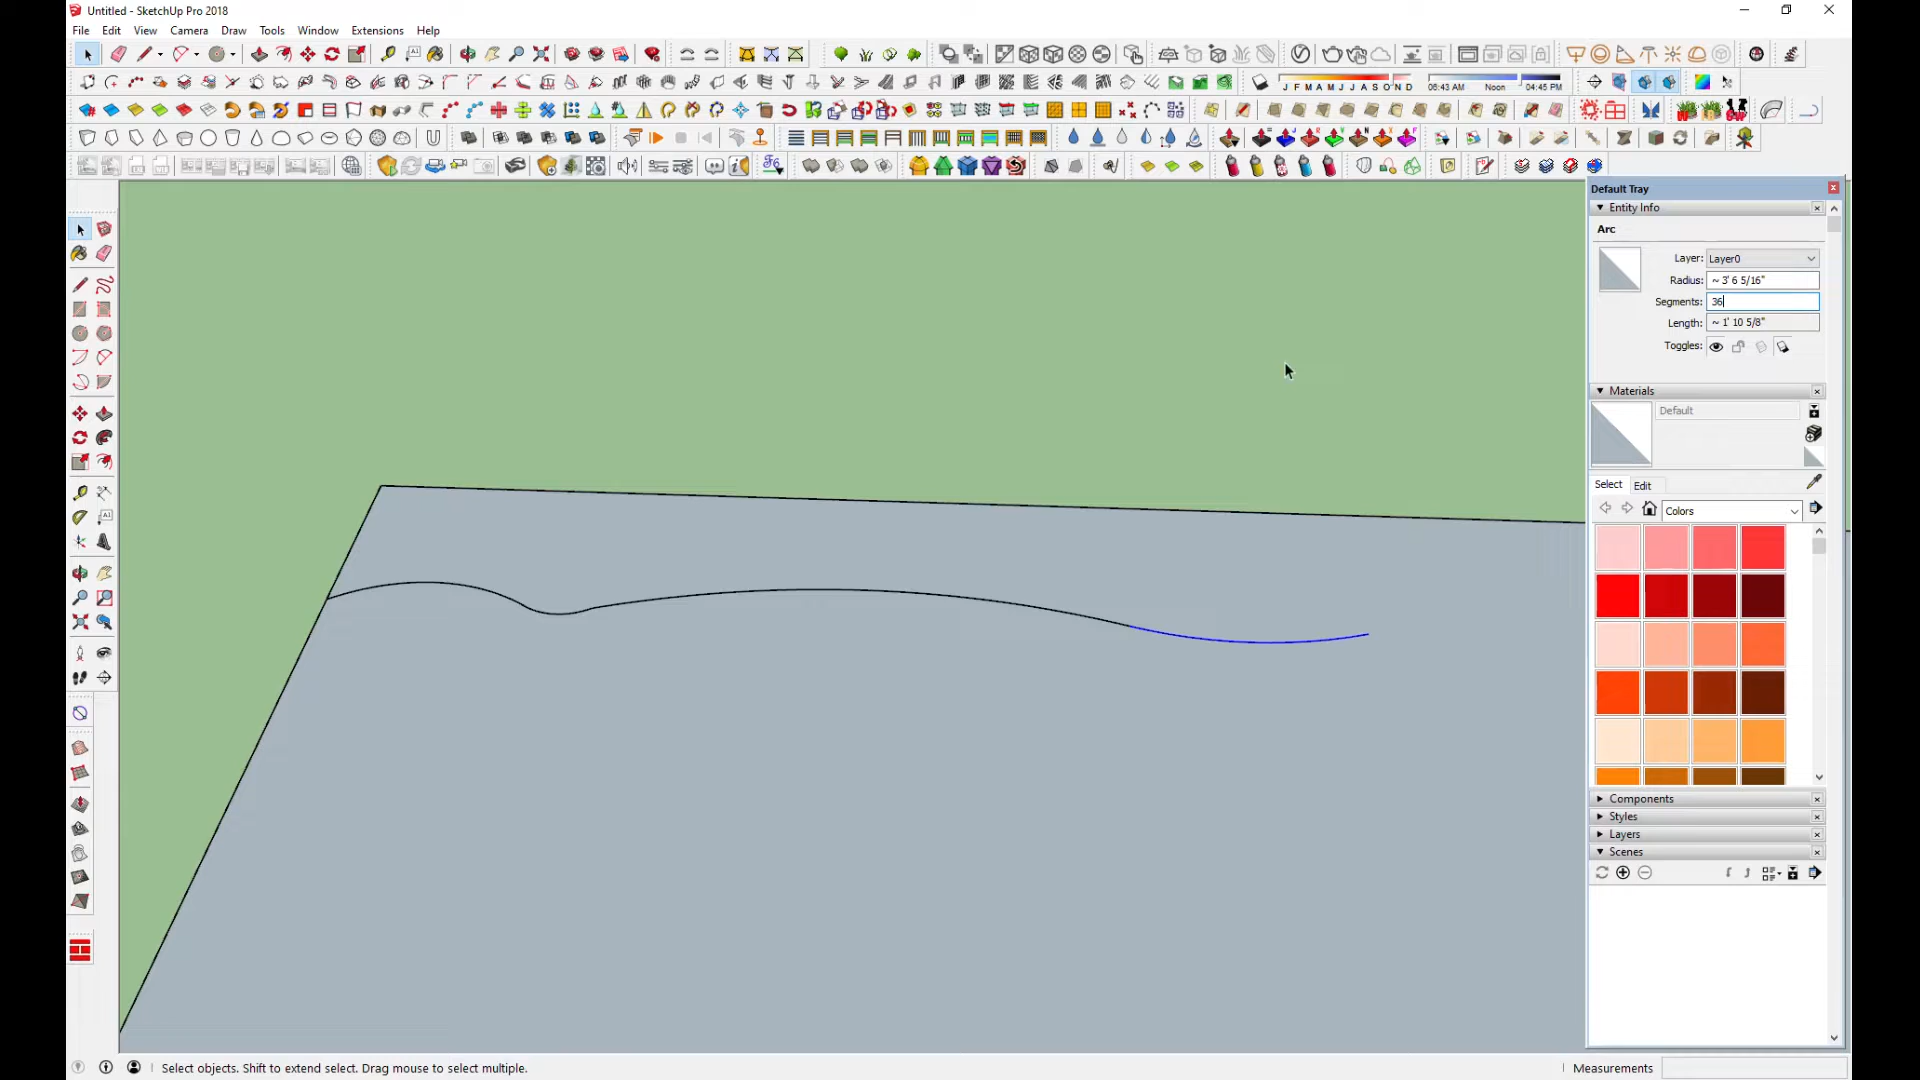 Untitled - SketchUp Pro 2018
File Edit View Camera Draw Tools Window Extensions Help
J F M A M J J A S O N D
06:43 AM Noon 04:45 PM
Default Tray
Entity Info
Arc
Layer: Layer0
Radius: ~ 3' 6 5/16"
Segments: 36
Length: ~ 1' 10 5/8"
Toggles:
Materials
Default
Select Edit
Colors
Components
Styles
Layers
Scenes
Select objects. Shift to extend select. Drag mouse to select multiple.
Measurements